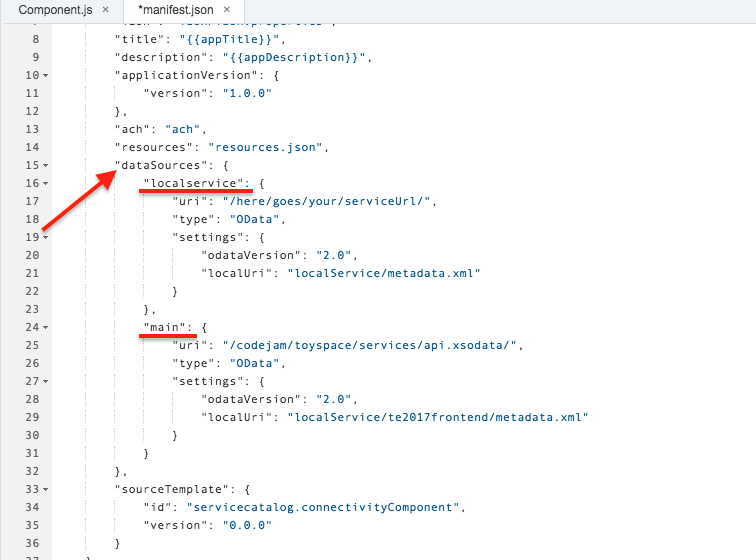 Component.js × *manifest.json ×
8 "title": "{{appTitle}}",
9 "description": "{{appDescription}}",
10 "applicationVersion": {
11 "version": "1.0.0"
12 },
13 "ach": "ach",
14 "resources": "resources.json",
15 "dataSources": {
16 "localservice": {
17 "uri": "/here/goes/your/serviceUrl/",
18 "type": "OData",
19 "settings": {
20 "odataVersion": "2.0",
21 "localUri": "localService/metadata.xml"
22 }
23 },
24 "main": {
25 "uri": "/codejam/toyspace/services/api.xsodata/",
26 "type": "OData",
27 "settings": {
28 "odataVersion": "2.0",
29 "localUri": "localService/te2017frontend/metadata.xml"
30 }
31 }
32 },
33 "sourceTemplate": {
34 "id": "servicecatalog.connectivityComponent",
35 "version": "0.0.0"
36 }